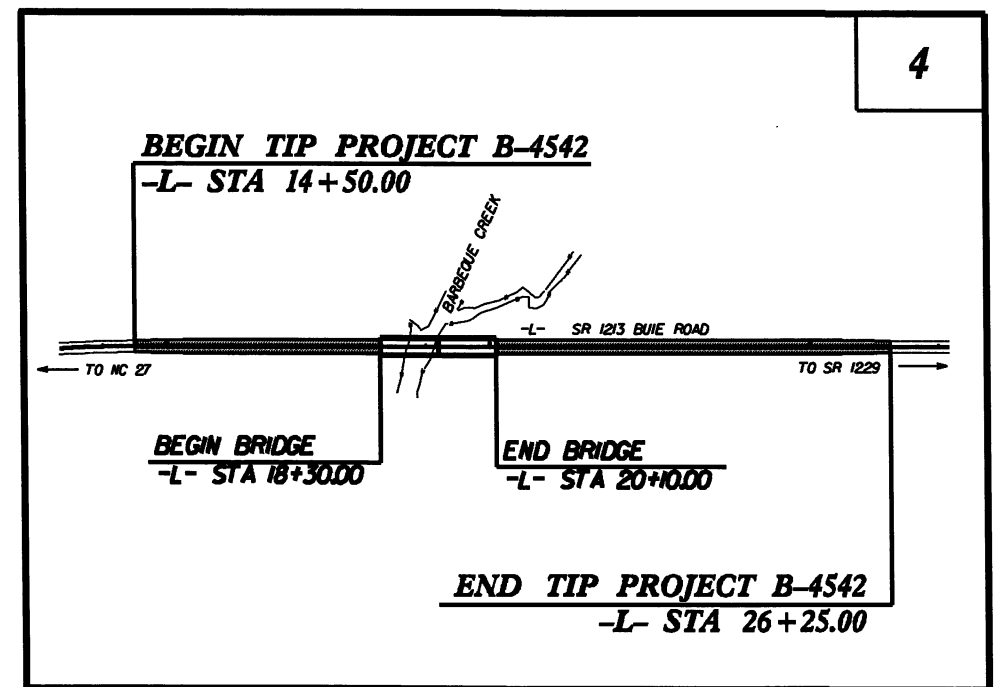 4
BEGIN TIP PROJECT B-4542
-L- STA 14+50.00
BARBEQUE CREEK
-L- SR 1213 BUIE ROAD
TO NC 27
TO SR 1229
BEGIN BRIDGE
-L- STA 18+30.00
END BRIDGE
-L- STA 20+10.00
END TIP PROJECT B-4542
-L- STA 26+25.00